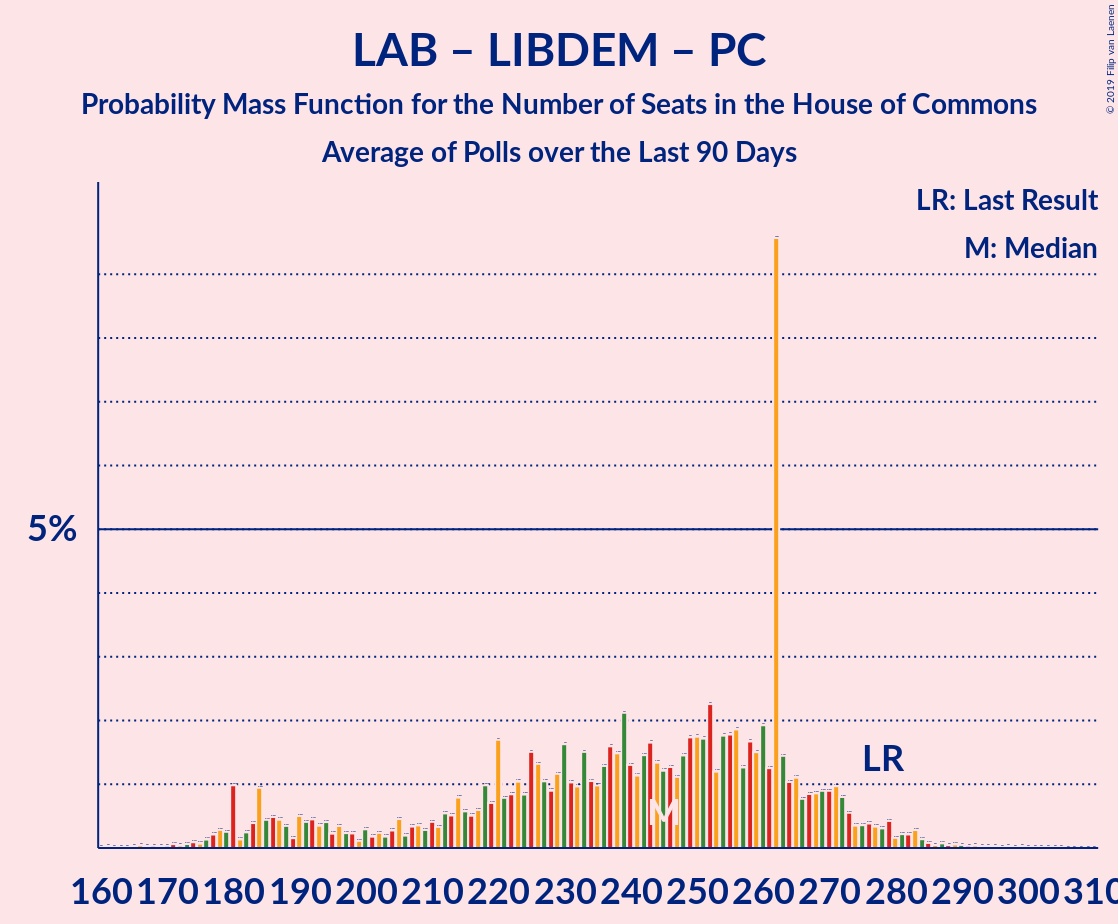 LAB – LIBDEM – PC
Probability Mass Function for the Number of Seats in the House of Commons
Average of Polls over the Last 90 Days
© 2019 Filip van Laenen
LR: Last Result
M: Median
5%
LR
M
160 170 180 190 200 210 220 230 240 250 260 270 280 290 300 310